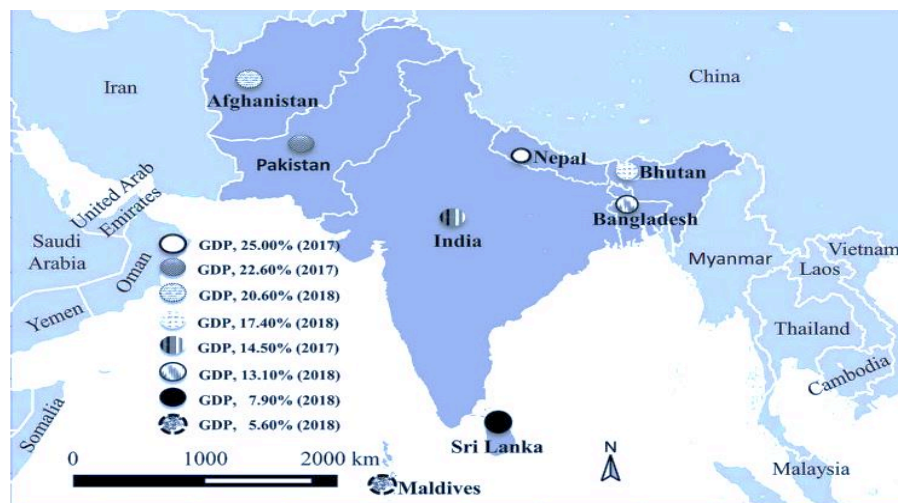 China
Iran
Afghanistan
Pakistan
Nepal
Bhutan
Bangladesh
India
United Arab
Emirates
Saudi
Arabia
Oman
Yemen
Somalia
Myanmar
Vietnam
Laos
Thailand
Cambodia
Malaysia
GDP, 25.00% (2017)
GDP, 22.60% (2017)
GDP, 20.60% (2018)
GDP, 17.40% (2018)
GDP, 14.50% (2017)
GDP, 13.10% (2018)
GDP, 7.90% (2018)
GDP, 5.60% (2018)
Sri Lanka
Maldives
0 1000 2000 km
N